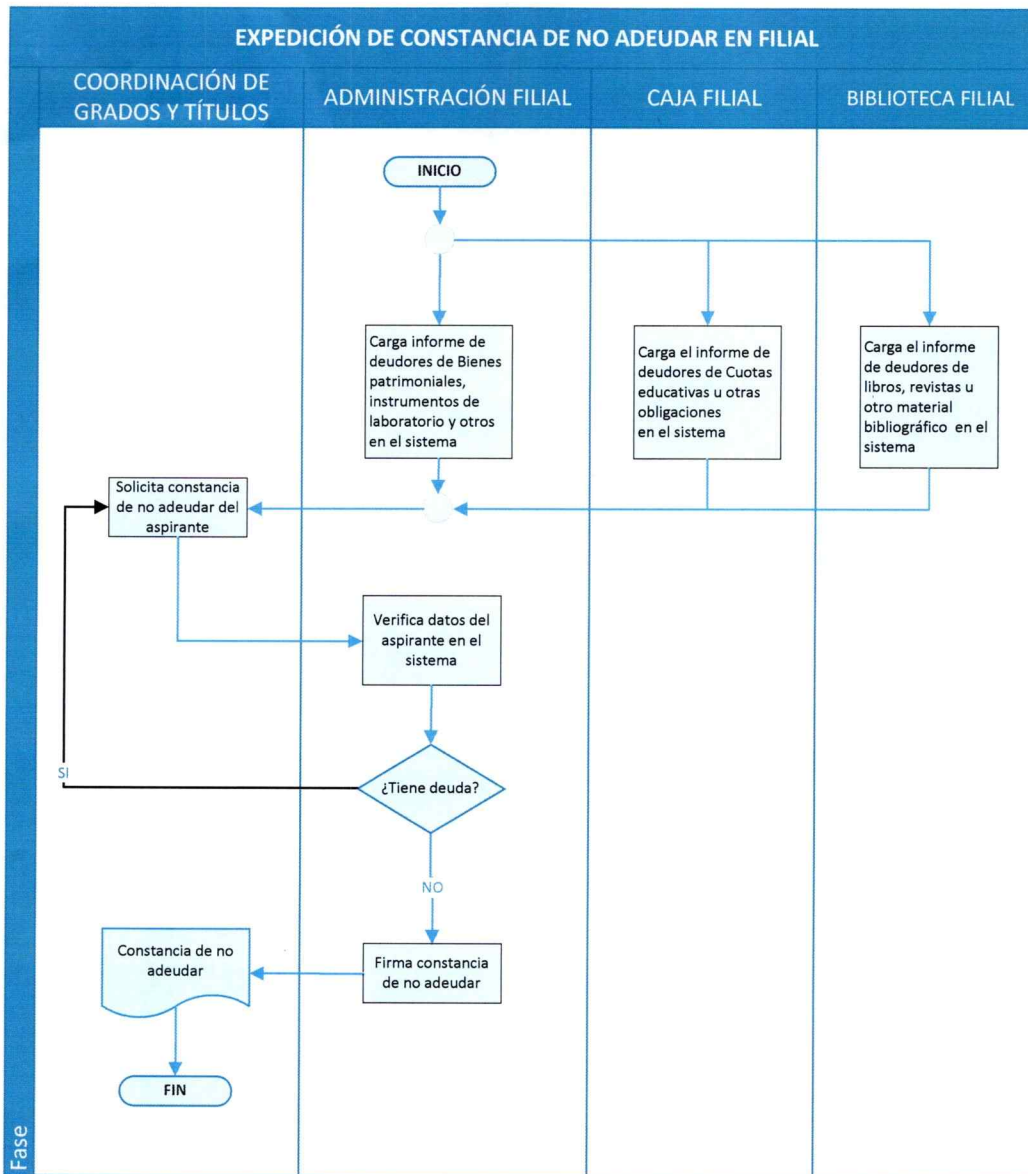 EXPEDICIÓN DE CONSTANCIA DE NO ADEUDAR EN FILIAL
COORDINACIÓN DE
GRADOS Y TÍTULOS
ADMINISTRACIÓN FILIAL
CAJA FILIAL
BIBLIOTECA FILIAL
INICIO
Carga informe de
deudores de Bienes
patrimoniales,
instrumentos de
laboratorio y otros
en el sistema
Carga el informe de
deudores de Cuotas
educativas u otras
obligaciones
en el sistema
Carga el informe
de deudores de
libros, revistas u
otro material
bibliográfico en el
sistema
Solicita constancia
de no adeudar del
aspirante
Verifica datos del
aspirante en el
sistema
SI
¿Tiene deuda?
NO
Constancia de no
adeudar
Firma constancia
de no adeudar
FIN
Fase